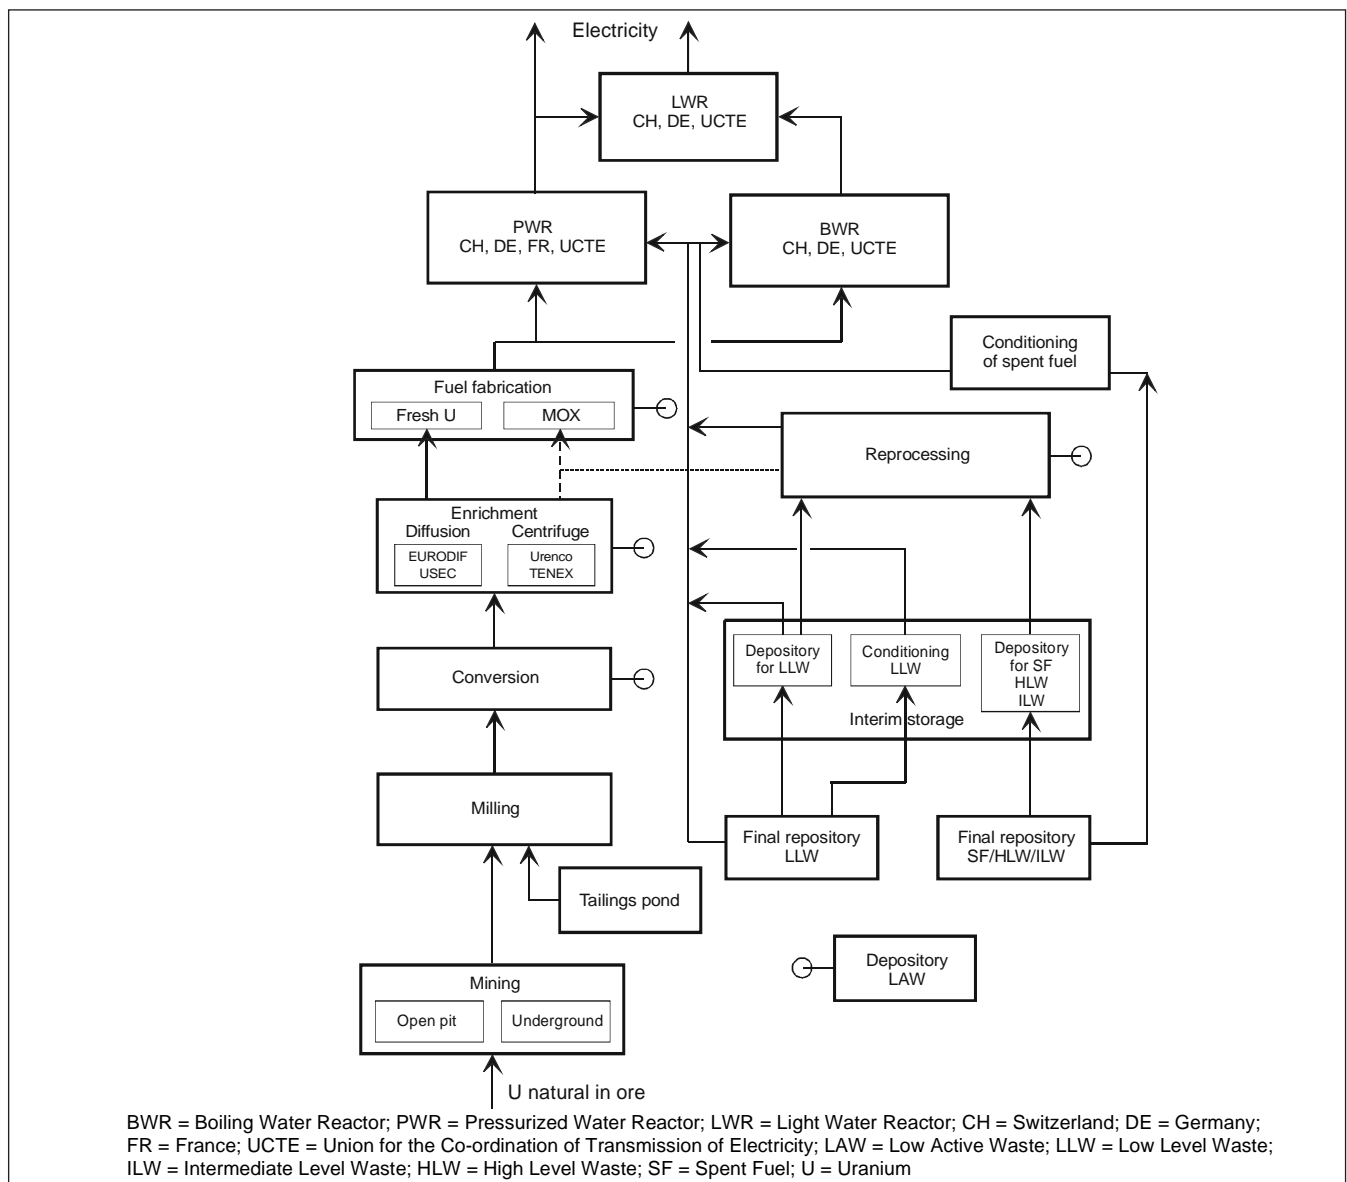 Electricity
LWR
CH, DE, UCTE
PWR
CH, DE, FR, UCTE
BWR
CH, DE, UCTE
Conditioning
of spent fuel
Fuel fabrication
Fresh U
MOX
Reprocessing
Enrichment
Diffusion
Centrifuge
EURODIF
USEC
Urenco
TENEX
Depository
for LLW
Conditioning
LLW
Depository
for SF
HLW
ILW
Interim storage
Conversion
Milling
Final repository
LLW
Final repository
SF/HLW/ILW
Tailings pond
Depository
LAW
Mining
Open pit
Underground
U natural in ore
BWR = Boiling Water Reactor; PWR = Pressurized Water Reactor; LWR = Light Water Reactor; CH = Switzerland; DE = Germany;
FR = France; UCTE = Union for the Co-ordination of Transmission of Electricity; LAW = Low Active Waste; LLW = Low Level Waste;
ILW = Intermediate Level Waste; HLW = High Level Waste; SF = Spent Fuel; U = Uranium